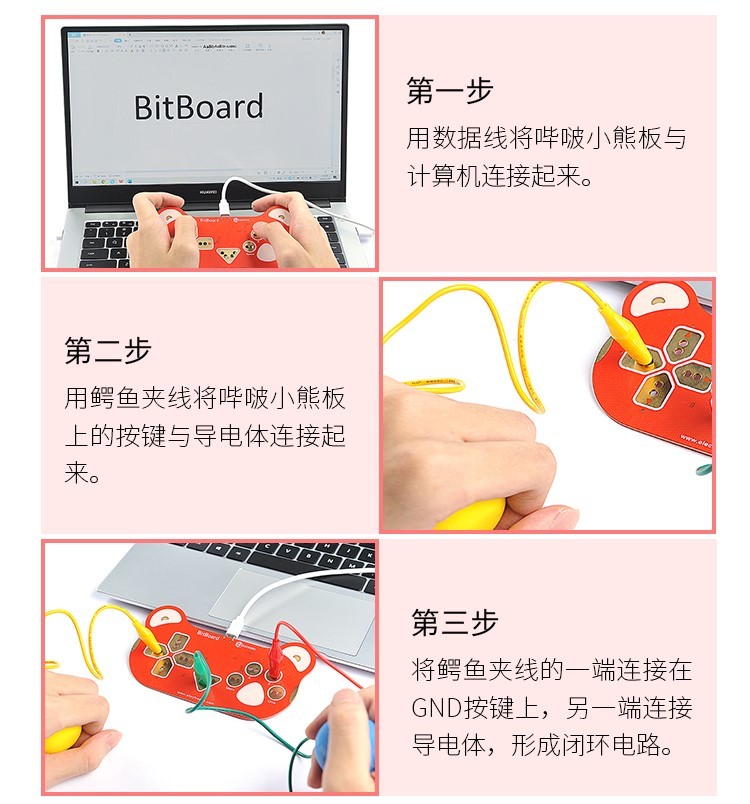 BitBoard
HUAWEI
BitBoard
第一步
用数据线将哔啵小熊板与
计算机连接起来。
第二步
用鳄鱼夹线将哔啵小熊板
上的按键与导电体连接起
来。
www.elec
BitBoard
第三步
将鳄鱼夹线的一端连接在
GND按键上，另一端连接
导电体，形成闭环电路。